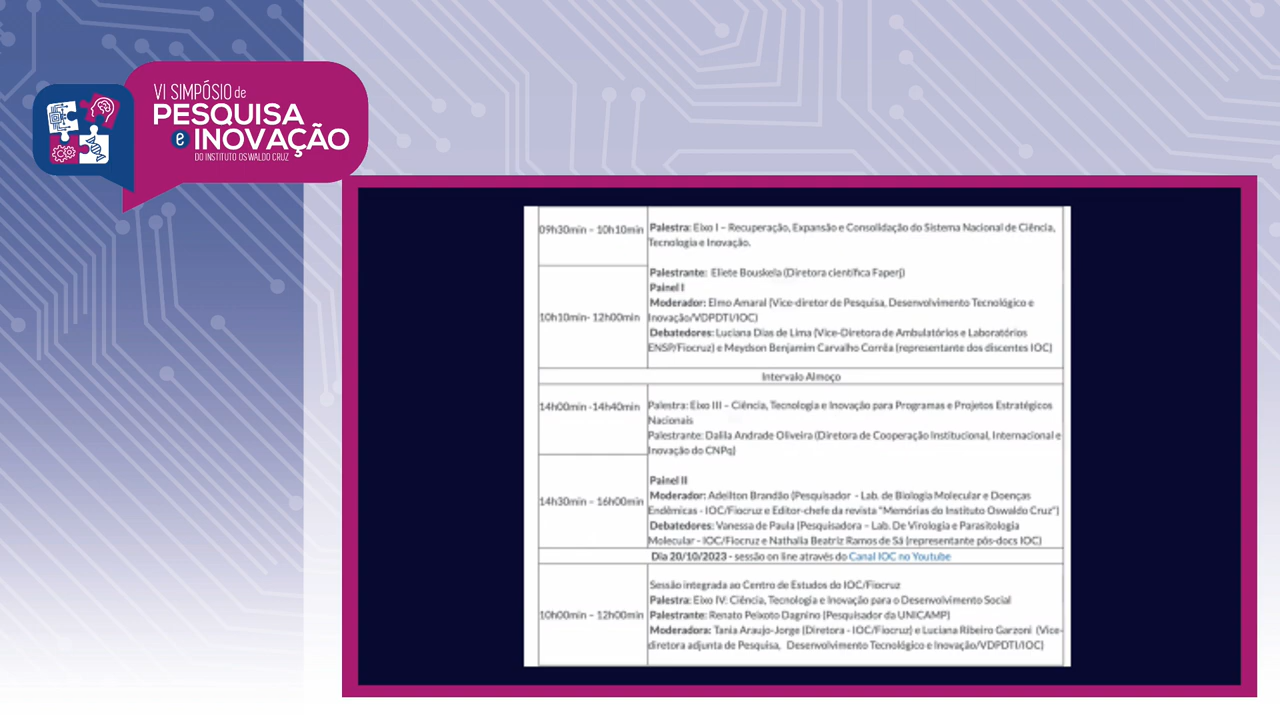 VI SIMPÓSIO de
PESQUISA
e INOVAÇÃO
DO INSTITUTO OSWALDO CRUZ
09h30min – 10h10min
Palestra: Eixo I – Recuperação, Expansão e Consolidação do Sistema Nacional de Ciência,
Tecnologia e Inovação.
Palestrante: Eliete Bouskela (Diretora científica Faperj)
Painel I
Moderador: Elmo Amaral (Vice-diretor de Pesquisa, Desenvolvimento Tecnológico e
10h10min- 12h00min
Inovação/VDPDTI/IOC)
Debatedores: Luciana Dias de Lima (Vice-Diretora de Ambulatórios e Laboratórios
ENSP/Fiocruz) e Meydson Benjamim Carvalho Corrêa (representante dos discentes IOC)
Intervalo Almoço
14h00min -14h40min
Palestra: Eixo III – Ciência, Tecnologia e Inovação para Programas e Projetos Estratégicos
Nacionais
Palestrante: Dalila Andrade Oliveira (Diretora de Cooperação Institucional, Internacional e
Inovação do CNPq)
Painel II
14h30min – 16h00min
Moderador: Adeilton Brandão (Pesquisador - Lab. de Biologia Molecular e Doenças
Endêmicas - IOC/Fiocruz e Editor-chefe da revista "Memórias do Instituto Oswaldo Cruz")
Debatedores: Vanessa de Paula (Pesquisadora – Lab. De Virologia e Parasitologia
Molecular - IOC/Fiocruz e Nathalia Beatriz Ramos de Sá (representante pós-docs IOC)
Dia 20/10/2023 - sessão on line através do Canal IOC no Youtube
10h00min – 12h00min
Sessão integrada ao Centro de Estudos do IOC/Fiocruz
Palestra: Eixo IV: Ciência, Tecnologia e Inovação para o Desenvolvimento Social
Palestrante: Renato Peixoto Dagnino (Pesquisador da UNICAMP)
Moderadora: Tania Araujo-Jorge (Diretora - IOC/Fiocruz) e Luciana Ribeiro Garzoni (Vice-
diretora adjunta de Pesquisa, Desenvolvimento Tecnológico e Inovação/VDPDTI/IOC)